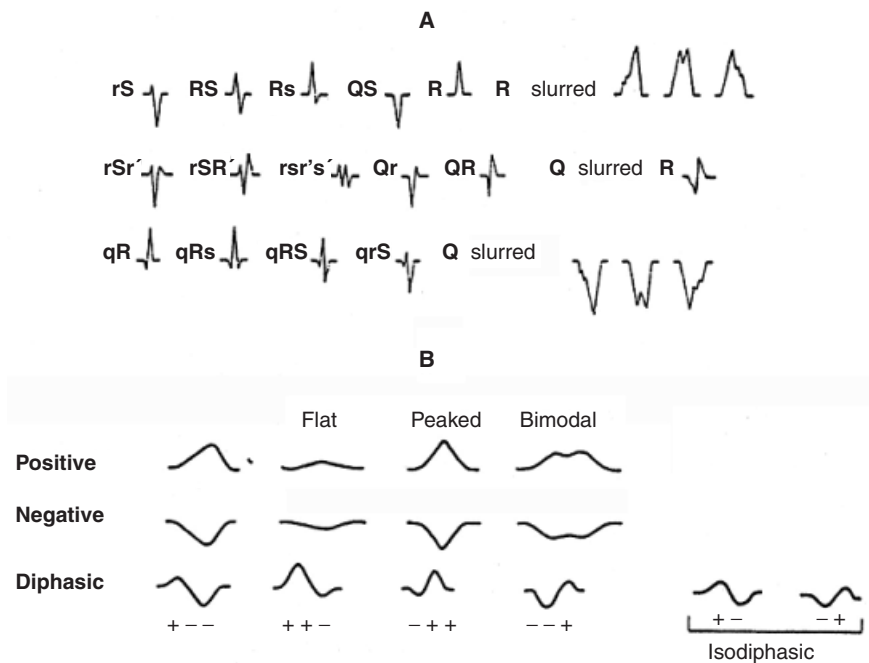 A
rS RS Rs QS R R slurred
rSr´ rSR´ rsr's´ Qr QR Q slurred R
qR qRs qRS qrS Q slurred
B
Flat Peaked Bimodal
Positive
Negative
Diphasic
+ − − + + − − + + − − + + − − +
Isodiphasic